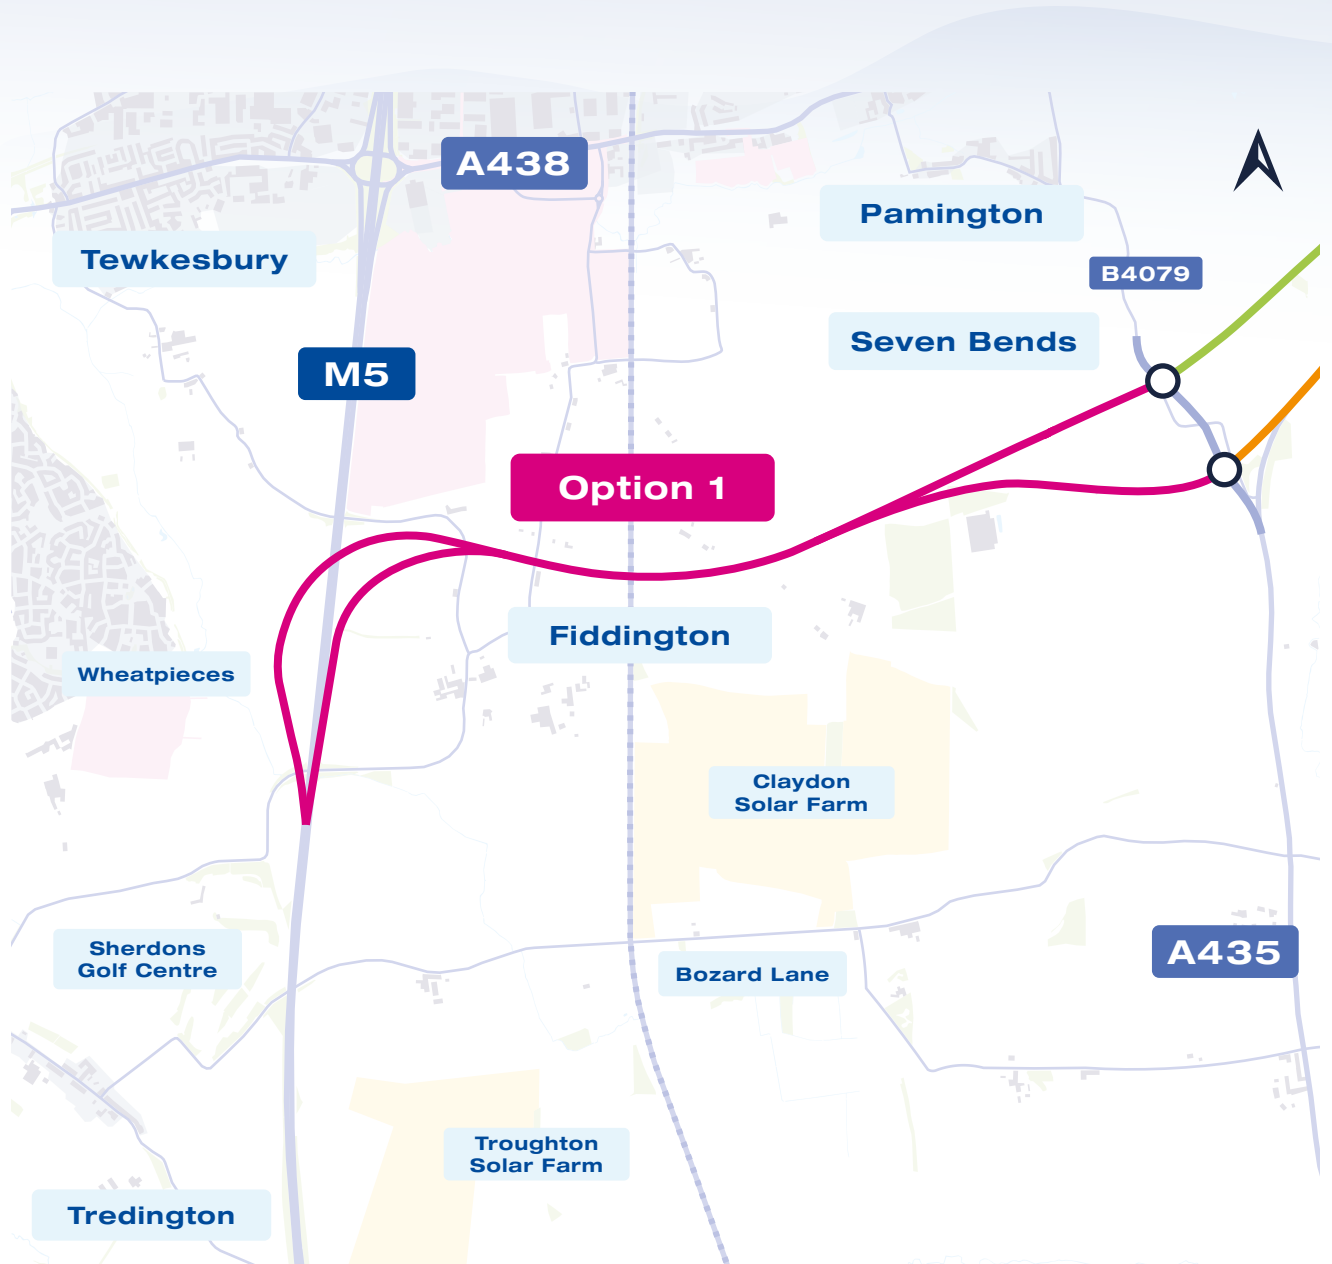 A438
Pamington
Tewkesbury
B4079
Seven Bends
M5
Option 1
Fiddington
Wheatpieces
Claydon
Solar Farm
Sherdons
Golf Centre
A435
Bozard Lane
Troughton
Solar Farm
Tredington